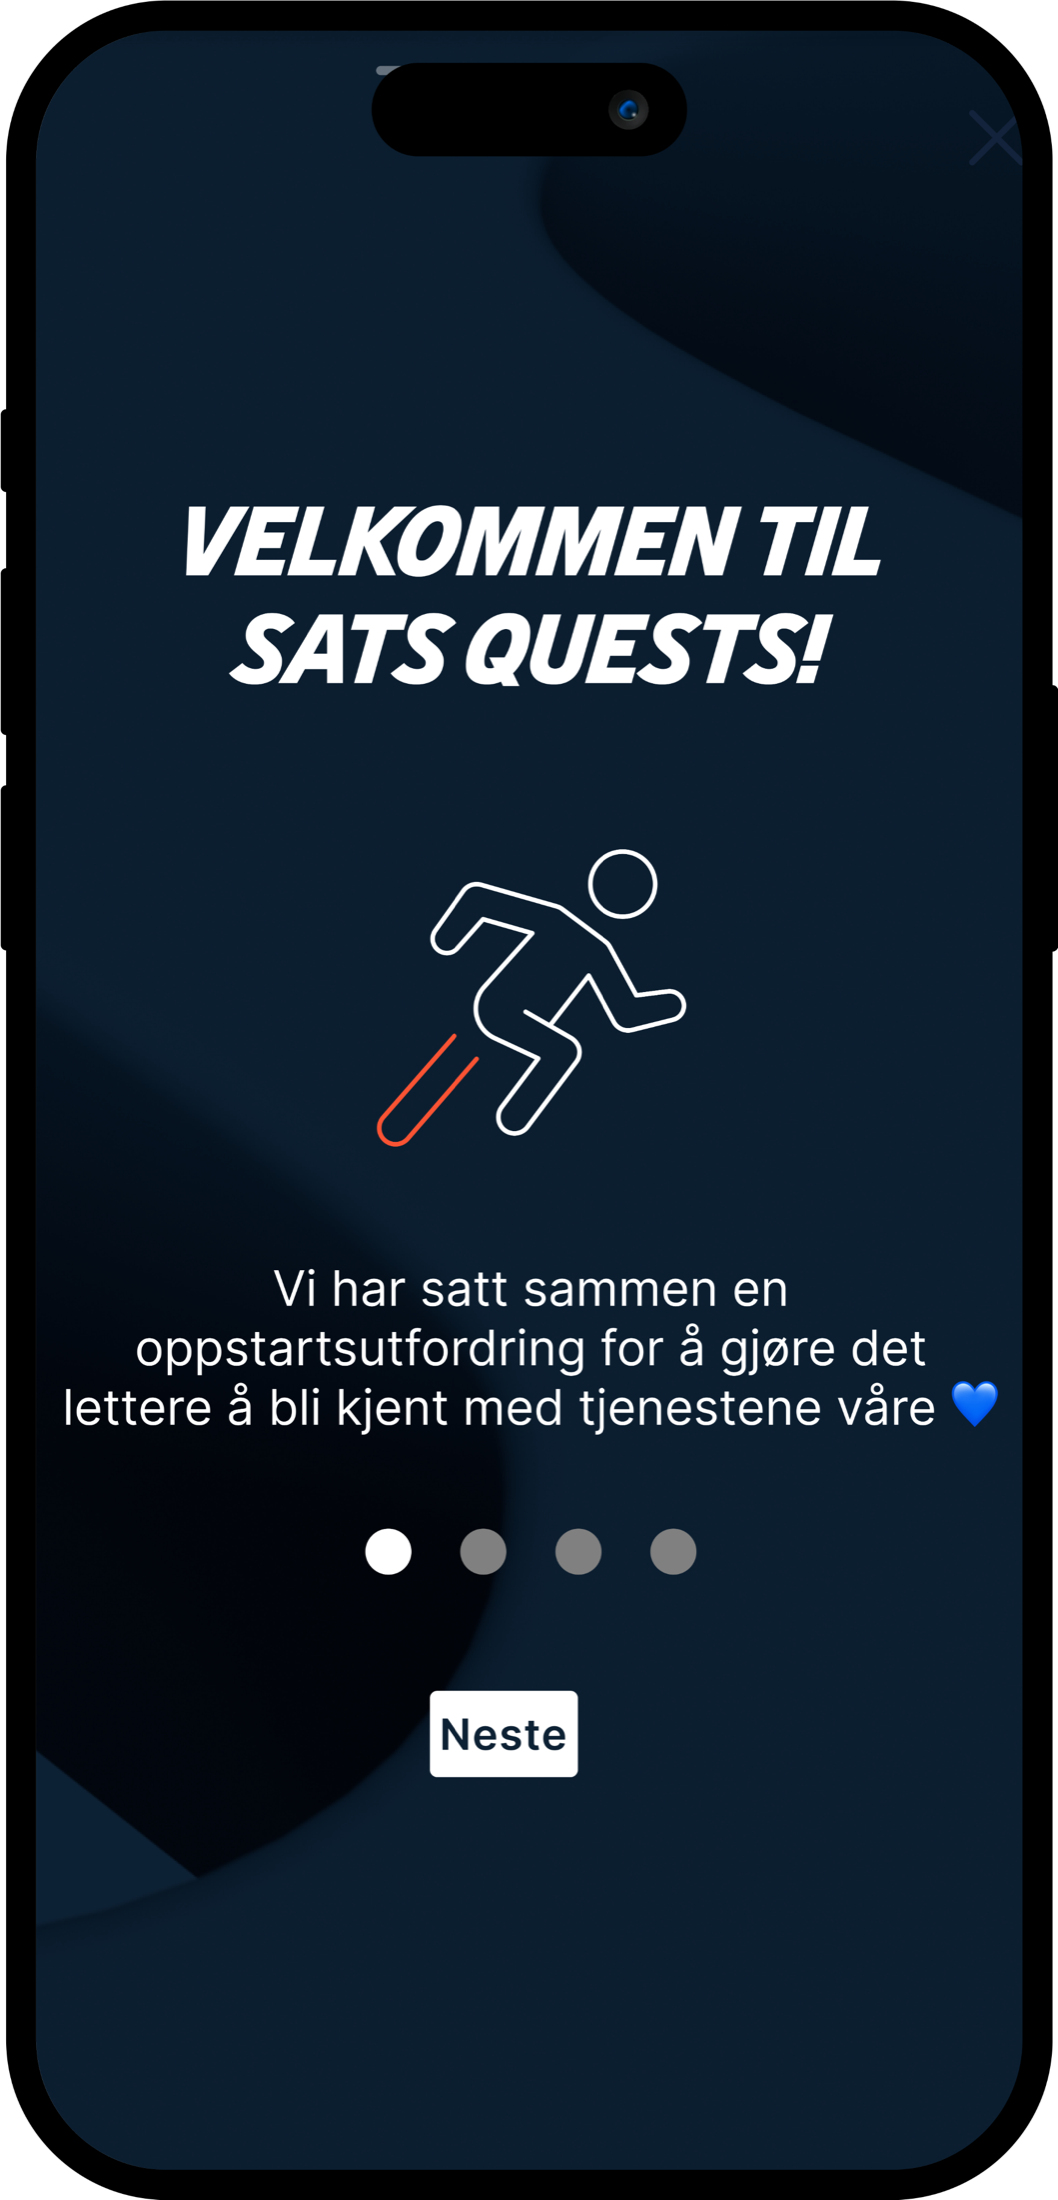 VELKOMMEN TIL
SATS QUESTS!
Vi har satt sammen en
oppstartsutfordring for å gjøre det
lettere å bli kjent med tjenestene våre 💙
Neste